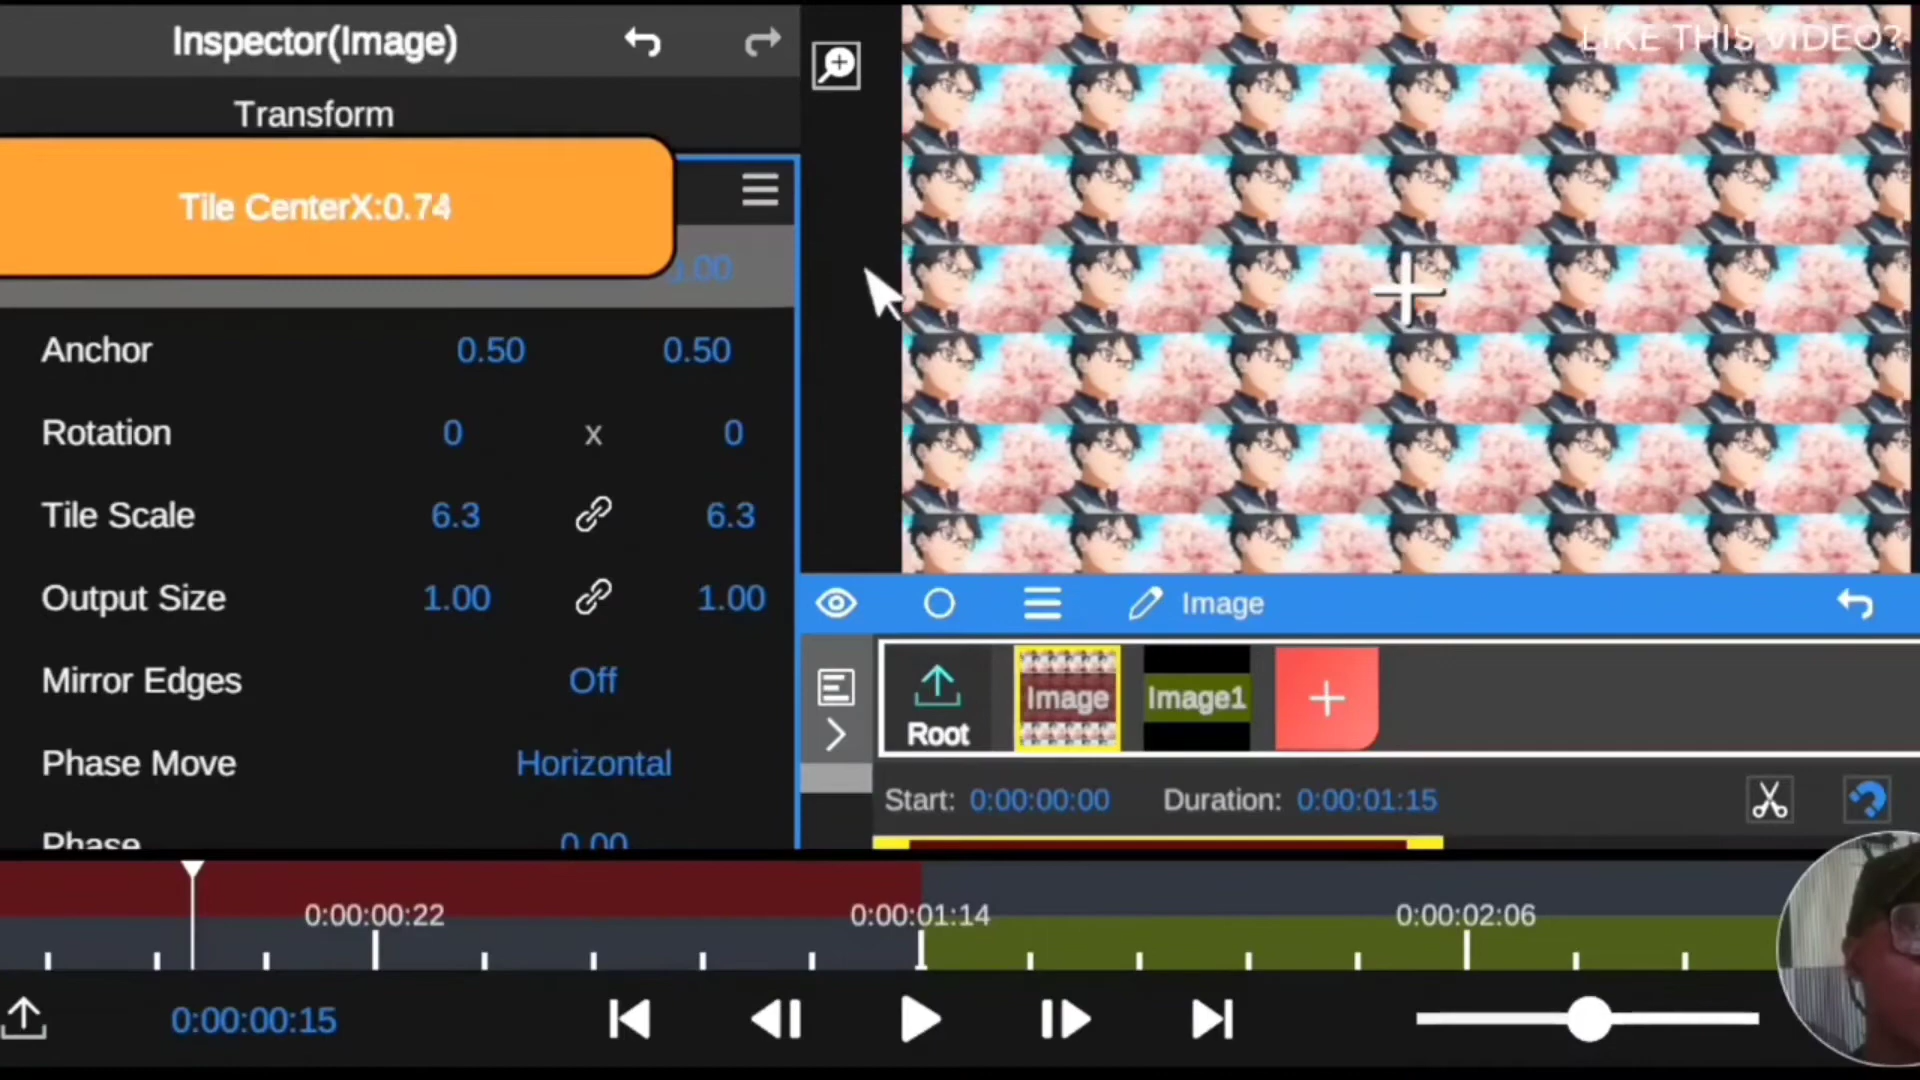 Inspector(Image)
LIKE THIS VIDEO?
Transform
Tile CenterX:0.74
Anchor 0.50 0.50
Rotation 0 x 0
Tile Scale 6.3 6.3
Output Size 1.00 1.00
Mirror Edges Off
Phase Move Horizontal
Phase 0.00
Image
Root Image Image1
Start: 0:00:00:00 Duration: 0:00:01:15
0:00:00:22 0:00:01:14 0:00:02:06
0:00:00:15